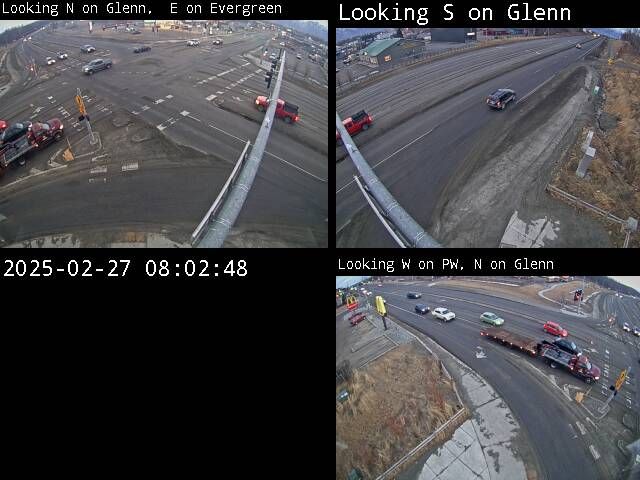 Looking N on Glenn,  E on Evergreen
Looking S on Glenn
2025-02-27 08:02:48
Looking W on PW, N on Glenn